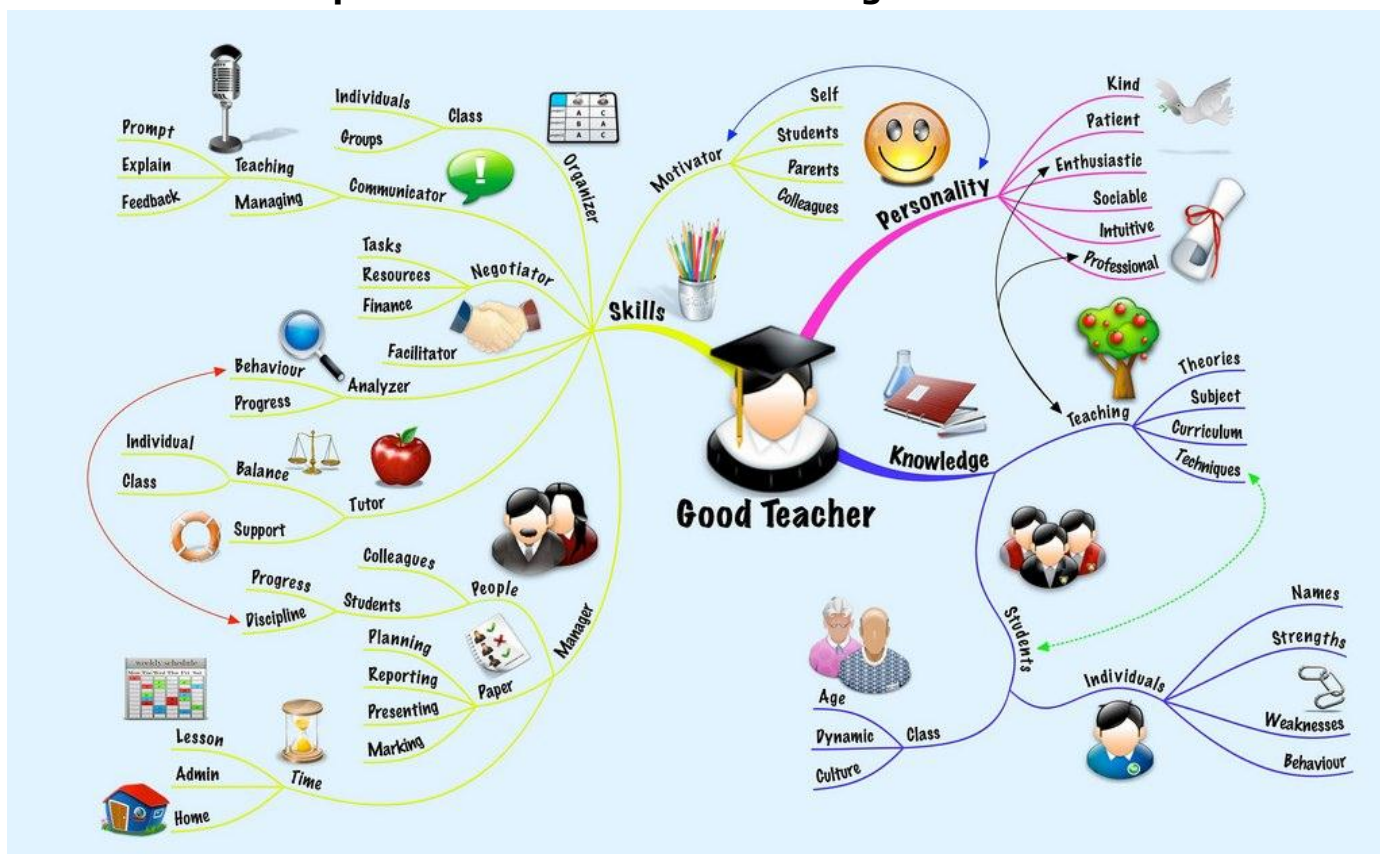 Good Teacher
Skills
Organizer
Class
Individuals
Groups
Communicator
Teaching
Prompt
Explain
Feedback
Managing
Negotiator
Tasks
Resources
Finance
Facilitator
Analyzer
Behaviour
Progress
Tutor
Balance
Individual
Class
Support
Manager
People
Colleagues
Students
Progress
Discipline
Paper
Planning
Reporting
Presenting
Marking
Time
Lesson
Admin
Home
weekly schedule
Motivator
Self
Students
Parents
Colleagues
Personality
Kind
Patient
Enthusiastic
Sociable
Intuitive
Professional
Knowledge
Teaching
Theories
Subject
Curriculum
Techniques
Students
Individuals
Names
Strengths
Weaknesses
Behaviour
Class
Age
Dynamic
Culture
A C
B A
A C